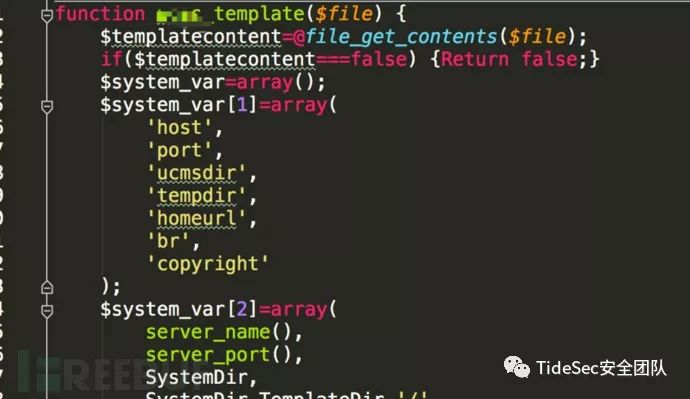 function _template($file) {
$templatecontent=@file_get_contents($file);
if($templatecontent===false) {Return false;}
$system_var=array();
$system_var[1]=array(
'host',
'port',
'ucmsdir',
'tempdir',
'homeurl',
'br',
'copyright'
);
$system_var[2]=array(
server_name(),
server_port(),
SystemDir,
SystemDir.TemplateDir.'/'
TideSec安全团队